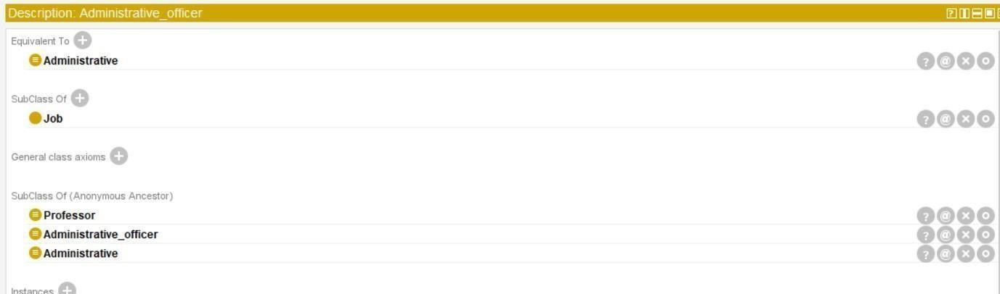 Description: Administrative_officer
Equivalent To
Administrative
? @
SubClass Of
Job
? @
General class axioms
SubClass Of (Anonymous Ancestor)
Professor
? @
Administrative_officer
? @
Administrative
? @
Instances